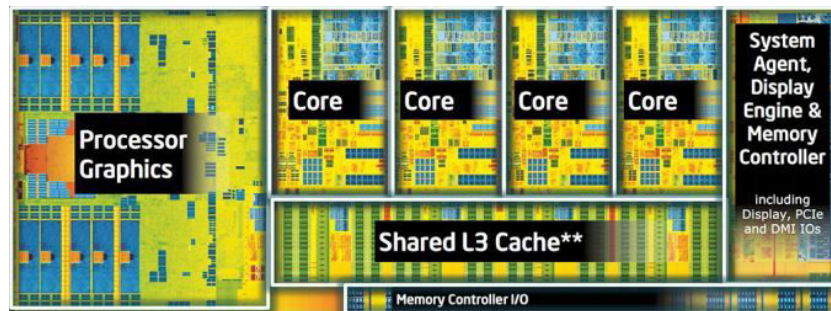 Processor
Graphics
Core
Core
Core
Core
System
Agent,
Display
Engine &
Memory
Controller
including
Display, PCIe
and DMI IOs
Shared L3 Cache**
Memory Controller I/O